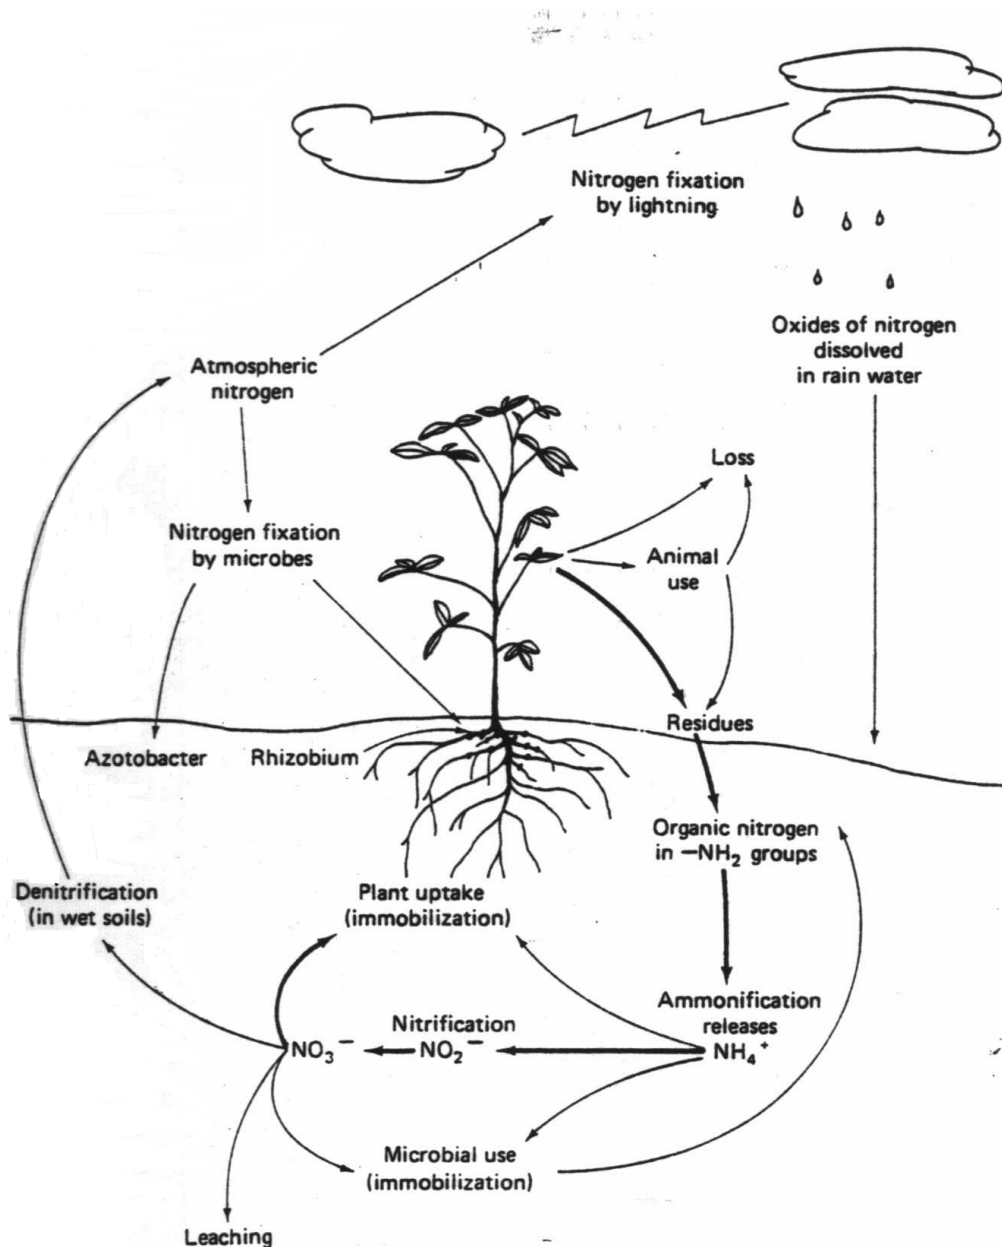 Nitrogen fixation
by lightning
Oxides of nitrogen
dissolved
in rain water
Atmospheric
nitrogen
Loss
Nitrogen fixation
by microbes
Animal
use
Residues
Azotobacter
Rhizobium
Organic nitrogen
in —NH₂ groups
Denitrification
(in wet soils)
Plant uptake
(immobilization)
Ammonification
releases
NH₄⁺
Nitrification
NO₃⁻
NO₂⁻
Microbial use
(immobilization)
Leaching